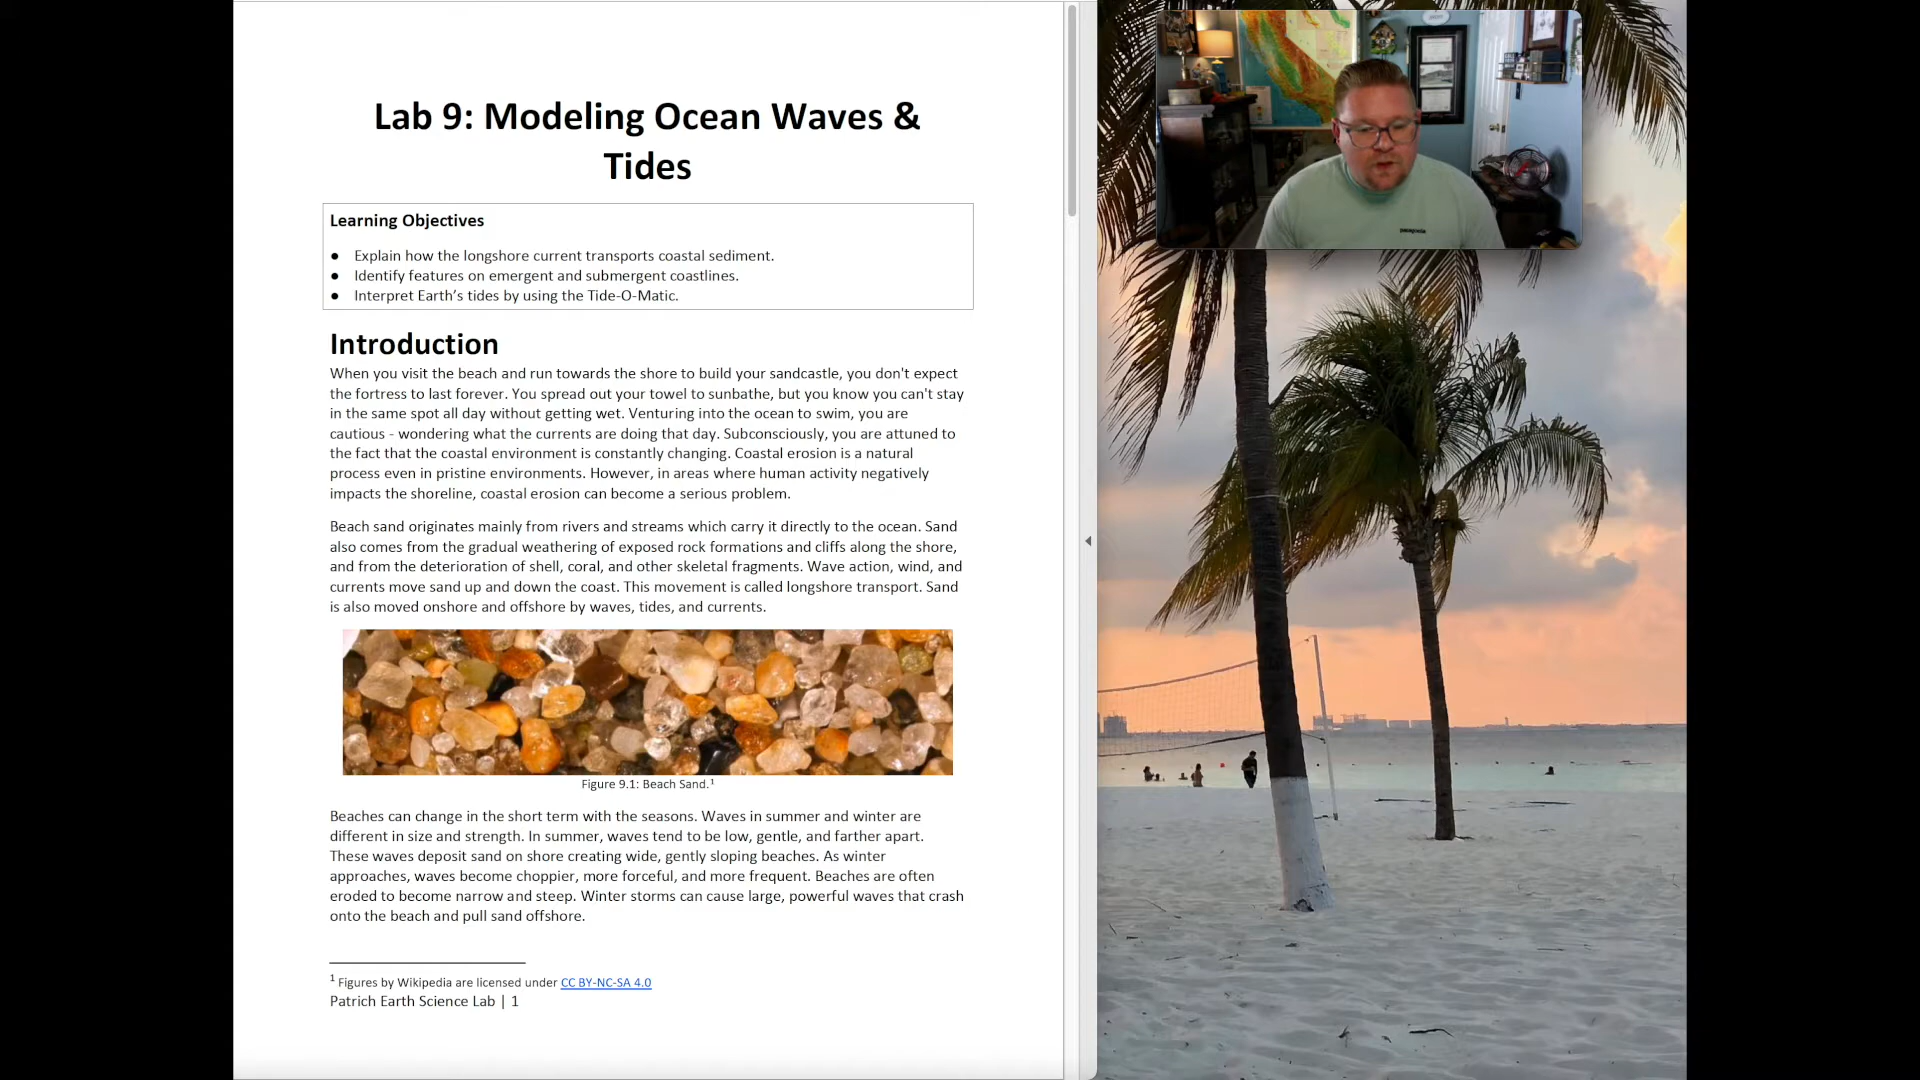 Lab 9: Modeling Ocean Waves &
Tides
Learning Objectives
● Explain how the longshore current transports coastal sediment.
● Identify features on emergent and submergent coastlines.
● Interpret Earth’s tides by using the Tide-O-Matic.
Introduction
When you visit the beach and run towards the shore to build your sandcastle, you don't expect
the fortress to last forever. You spread out your towel to sunbathe, but you know you can't stay
in the same spot all day without getting wet. Venturing into the ocean to swim, you are
cautious - wondering what the currents are doing that day. Subconsciously, you are attuned to
the fact that the coastal environment is constantly changing. Coastal erosion is a natural
process even in pristine environments. However, in areas where human activity negatively
impacts the shoreline, coastal erosion can become a serious problem.
Beach sand originates mainly from rivers and streams which carry it directly to the ocean. Sand
also comes from the gradual weathering of exposed rock formations and cliffs along the shore,
and from the deterioration of shell, coral, and other skeletal fragments. Wave action, wind, and
currents move sand up and down the coast. This movement is called longshore transport. Sand
is also moved onshore and offshore by waves, tides, and currents.
Figure 9.1: Beach Sand.¹
Beaches can change in the short term with the seasons. Waves in summer and winter are
different in size and strength. In summer, waves tend to be low, gentle, and farther apart.
These waves deposit sand on shore creating wide, gently sloping beaches. As winter
approaches, waves become choppier, more forceful, and more frequent. Beaches are often
eroded to become narrow and steep. Winter storms can cause large, powerful waves that crash
onto the beach and pull sand offshore.
¹ Figures by Wikipedia are licensed under CC BY-NC-SA 4.0
Patrich Earth Science Lab | 1
patagonia